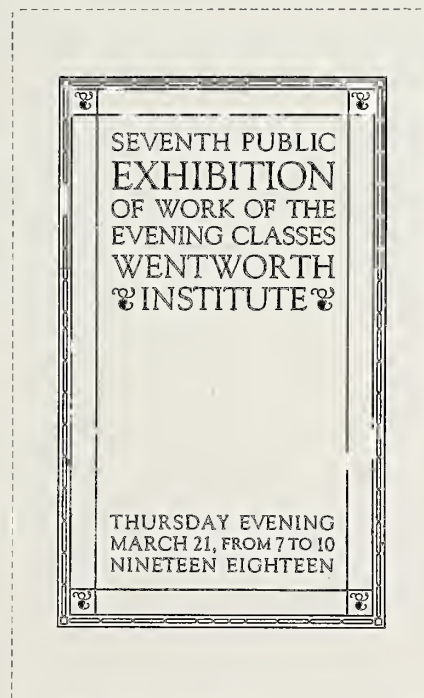 SEVENTH PUBLIC
EXHIBITION
OF WORK OF THE
EVENING CLASSES
WENTWORTH
INSTITUTE
THURSDAY EVENING
MARCH 21, FROM 7 TO 10
NINETEEN EIGHTEEN